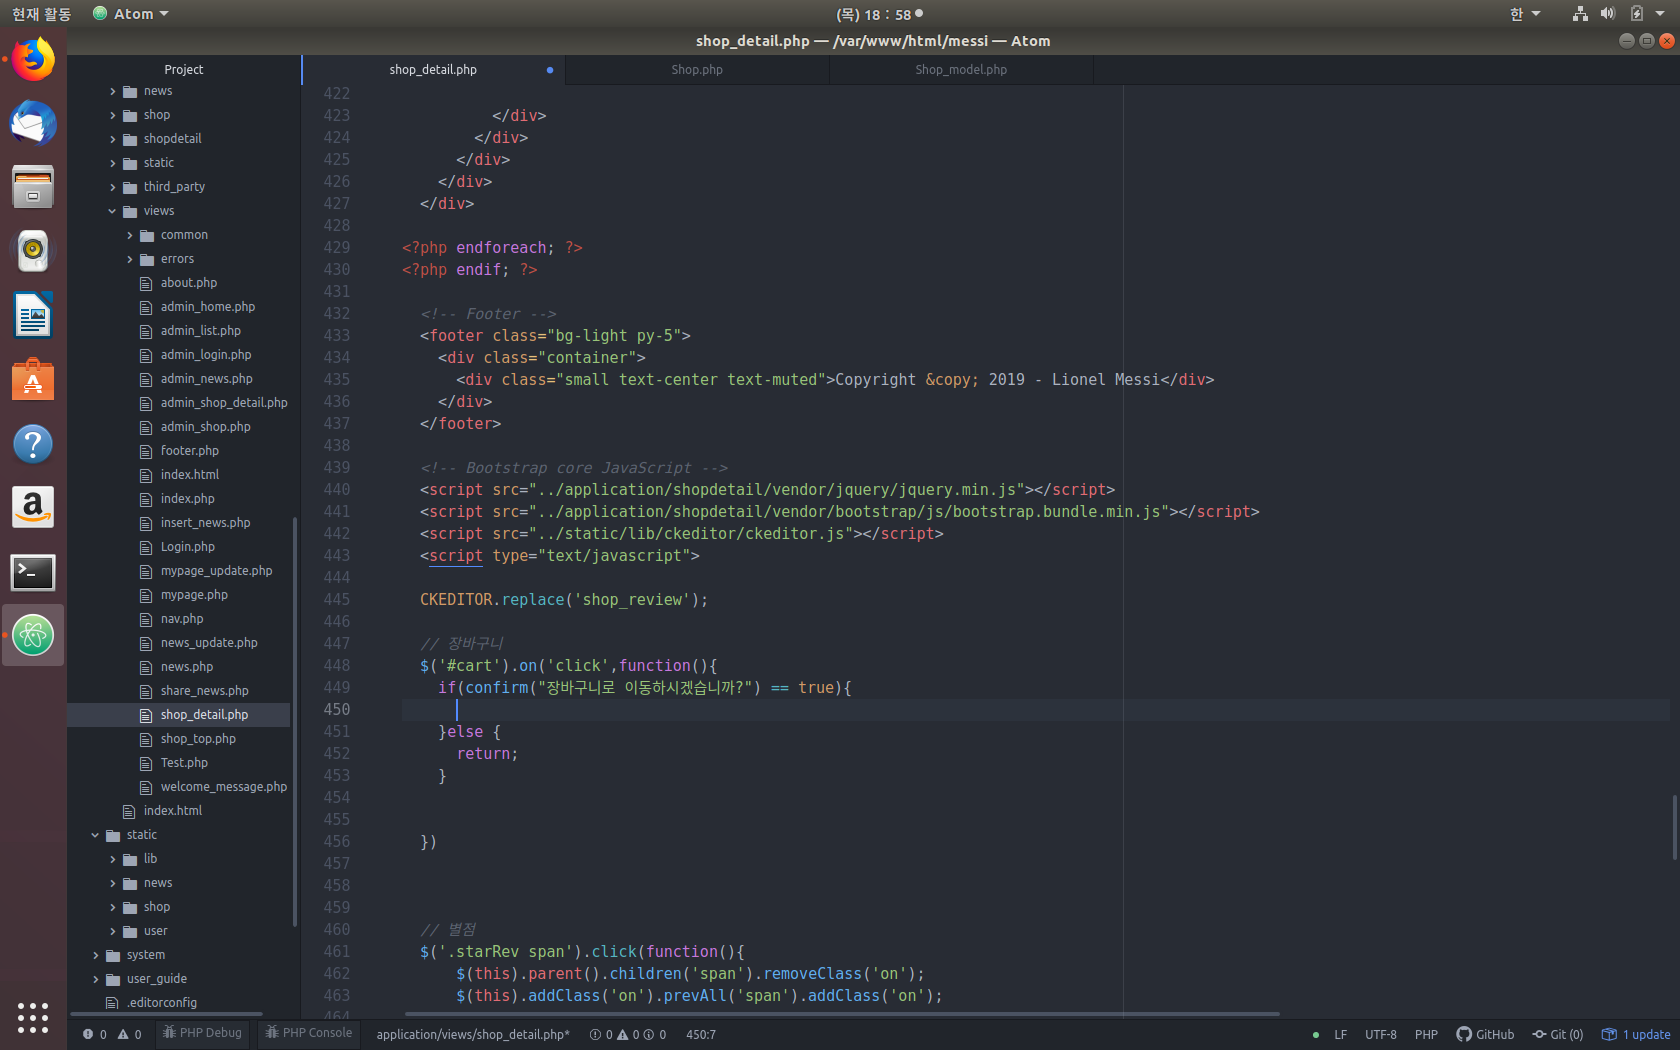 현재 활동
Atom
(목) 18 : 58
한
shop_detail.php — /var/www/html/messi — Atom
Project
news
shop
shopdetail
static
third_party
views
common
errors
about.php
admin_home.php
admin_list.php
admin_login.php
admin_news.php
admin_shop_detail.php
admin_shop.php
footer.php
index.html
index.php
insert_news.php
Login.php
mypage_update.php
mypage.php
nav.php
news_update.php
news.php
share_news.php
shop_detail.php
shop_top.php
Test.php
welcome_message.php
index.html
static
lib
news
shop
user
system
user_guide
.editorconfig
shop_detail.php
Shop.php
Shop_model.php
422
423 </div>
424 </div>
425 </div>
426 </div>
427 </div>
428
429 <?php endforeach; ?>
430 <?php endif; ?>
431
432 <!-- Footer -->
433 <footer class="bg-light py-5">
434 <div class="container">
435 <div class="small text-center text-muted">Copyright &copy; 2019 - Lionel Messi</div>
436 </div>
437 </footer>
438
439 <!-- Bootstrap core JavaScript -->
440 <script src="../application/shopdetail/vendor/jquery/jquery.min.js"></script>
441 <script src="../application/shopdetail/vendor/bootstrap/js/bootstrap.bundle.min.js"></script>
442 <script src="../static/lib/ckeditor/ckeditor.js"></script>
443 <script type="text/javascript">
444
445 CKEDITOR.replace('shop_review');
446
447 // 장바구니
448 $('#cart').on('click',function(){
449 if(confirm("장바구니로 이동하시겠습니까?") == true){
450
451 }else {
452 return;
453 }
454
455
456 })
457
458
459
460 // 별점
461 $('.starRev span').click(function(){
462 $(this).parent().children('span').removeClass('on');
463 $(this).addClass('on').prevAll('span').addClass('on');
464
0 0 PHP Debug PHP Console application/views/shop_detail.php* 0 0 0 450:7 LF UTF-8 PHP GitHub Git (0) 1 update